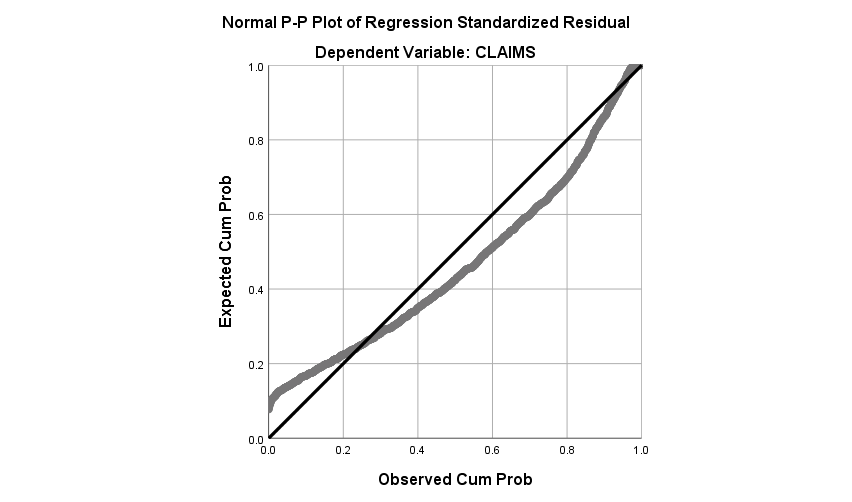 Normal P-P Plot of Regression Standardized Residual
Dependent Variable: CLAIMS
Expected Cum Prob
1.0
0.8
0.6
0.4
0.2
0.0
0.0 0.2 0.4 0.6 0.8 1.0
Observed Cum Prob